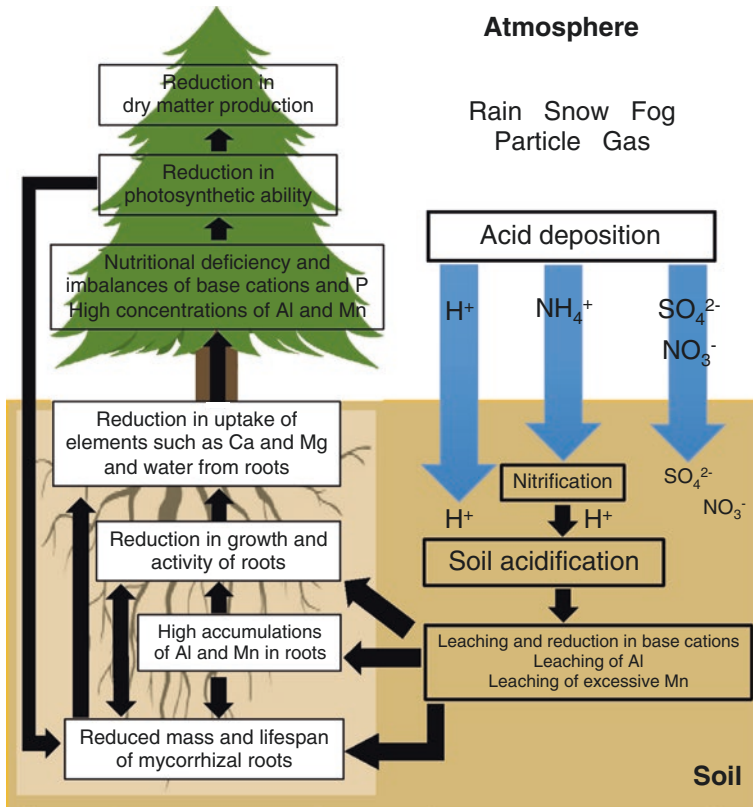 Atmosphere
Rain Snow Fog
Particle Gas
Acid deposition
H⁺
NH₄⁺
SO₄²⁻
NO₃⁻
Nitrification
SO₄²⁻
NO₃⁻
H⁺
H⁺
Soil acidification
Leaching and reduction in base cations
Leaching of Al
Leaching of excessive Mn
Soil
Reduction in
dry matter production
Reduction in
photosynthetic ability
Nutritional deficiency and
imbalances of base cations and P
High concentrations of Al and Mn
Reduction in uptake of
elements such as Ca and Mg
and water from roots
Reduction in growth and
activity of roots
High accumulations
of Al and Mn in roots
Reduced mass and lifespan
of mycorrhizal roots